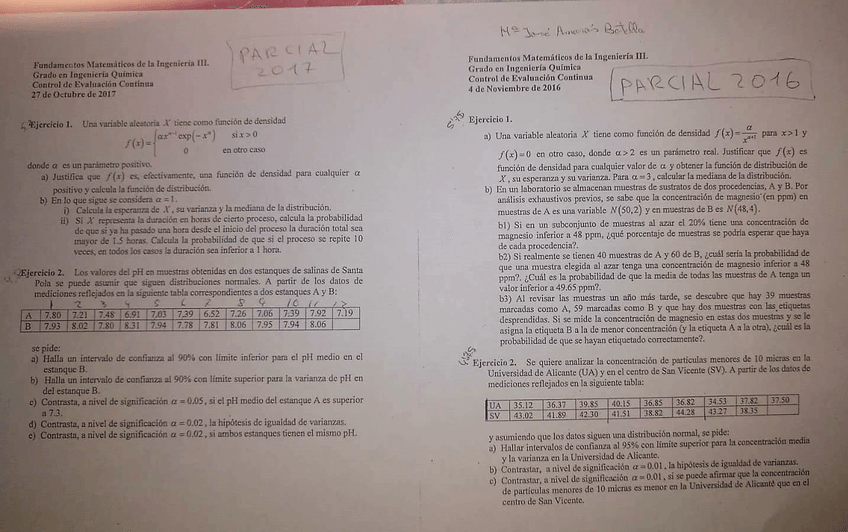 Fundamentos Matemáticos de la Ingeniería III.
Grado en Ingeniería Química
Control de Evaluación Continua
27 de Octubre de 2017
PARCIAL
2017
Ejercicio 1. Una variable aleatoria X tiene como función de densidad
f(x) = { αx^(α-1) exp(-x^α) si x > 0
0 en otro caso
donde α es un parámetro positivo.
a) Justifica que f(x) es, efectivamente, una función de densidad para cualquier α
positivo y calcula la función de distribución.
b) En lo que sigue se considera α = 1.
i) Calcula la esperanza de X, su varianza y la mediana de la distribución.
ii) Si X representa la duración en horas de cierto proceso, calcula la probabilidad
de que si ya ha pasado una hora desde el inicio del proceso la duración total sea
mayor de 1.5 horas. Calcula la probabilidad de que si el proceso se repite 10
veces, en todos los casos la duración sea inferior a 1 hora.
Ejercicio 2. Los valores del pH en muestras obtenidas en dos estanques de salinas de Santa
Pola se puede asumir que siguen distribuciones normales. A partir de los datos de
mediciones reflejados en la siguiente tabla correspondientes a dos estanques A y B:
1 2 3 4 5 6 7 8 9 10 11 12
A 7.80 7.21 7.48 6.91 7.03 7.39 6.52 7.26 7.06 7.39 7.92 7.19
B 7.93 8.02 7.80 8.31 7.94 7.78 7.81 8.06 7.95 7.94 8.06
se pide:
a) Halla un intervalo de confianza al 90% con límite inferior para el pH medio en el
estanque B.
b) Halla un intervalo de confianza al 90% con límite superior para la varianza de pH en
del estanque B.
c) Contrasta, a nivel de significación α = 0.05, si el pH medio del estanque A es superior
a 7.3.
d) Contrasta, a nivel de significación α = 0.02, la hipótesis de igualdad de varianzas.
e) Contrasta, a nivel de significación α = 0.02, si ambos estanques tienen el mismo pH.
Mª José
Fundamentos Matemáticos de la Ingeniería III.
Grado en Ingeniería Química
Control de Evaluación Continua
4 de Noviembre de 2016
PARCIAL 2016
Ejercicio 1.
a) Una variable aleatoria X tiene como función de densidad f(x) = α/x^(α+1) para x > 1 y
f(x) = 0 en otro caso, donde α > 2 es un parámetro real. Justificar que f(x) es
función de densidad para cualquier valor de α y obtener la función de distribución de
X, su esperanza y su varianza. Para α = 3, calcular la mediana de la distribución.
b) En un laboratorio se almacenan muestras de sustratos de dos procedencias, A y B. Por
análisis exhaustivos previos, se sabe que la concentración de magnesio (en ppm) en
muestras de A es una variable N(50,2) y en muestras de B es N(48,4).
b1) Si en un subconjunto de muestras al azar el 20% tiene una concentración de
magnesio inferior a 48 ppm, ¿qué porcentaje de muestras se podría esperar que haya
de cada procedencia?.
b2) Si realmente se tienen 40 muestras de A y 60 de B, ¿cuál sería la probabilidad de
que una muestra elegida al azar tenga una concentración de magnesio inferior a 48
ppm?. ¿Cuál es la probabilidad de que la media de todas las muestras de A tenga un
valor inferior a 49.65 ppm?.
b3) Al revisar las muestras un año más tarde, se descubre que hay 39 muestras
marcadas como A, 59 marcadas como B y que hay dos muestras con las etiquetas
desprendidas. Si se mide la concentración de magnesio en estas dos muestras y se le
asigna la etiqueta B a la de menor concentración (y la etiqueta A a la otra), ¿cuál es la
probabilidad de que se hayan etiquetado correctamente?.
Ejercicio 2. Se quiere analizar la concentración de partículas menores de 10 micras en la
Universidad de Alicante (UA) y en el centro de San Vicente (SV). A partir de los datos de
mediciones reflejados en la siguiente tabla:
UA 35.12 36.37 39.85 40.15 36.85 36.82 34.53 37.82 37.50
SV 43.02 41.89 42.30 41.51 38.82 44.28 43.27 38.35
y asumiendo que los datos siguen una distribución normal, se pide:
a) Hallar intervalos de confianza al 95% con límite superior para la concentración media
y la varianza en la Universidad de Alicante.
b) Contrastar, a nivel de significación α = 0.01, la hipótesis de igualdad de varianzas.
c) Contrastar, a nivel de significación α = 0.01, si se puede afirmar que la concentración
de partículas menores de 10 micras es menor en la Universidad de Alicante que en el
centro de San Vicente.